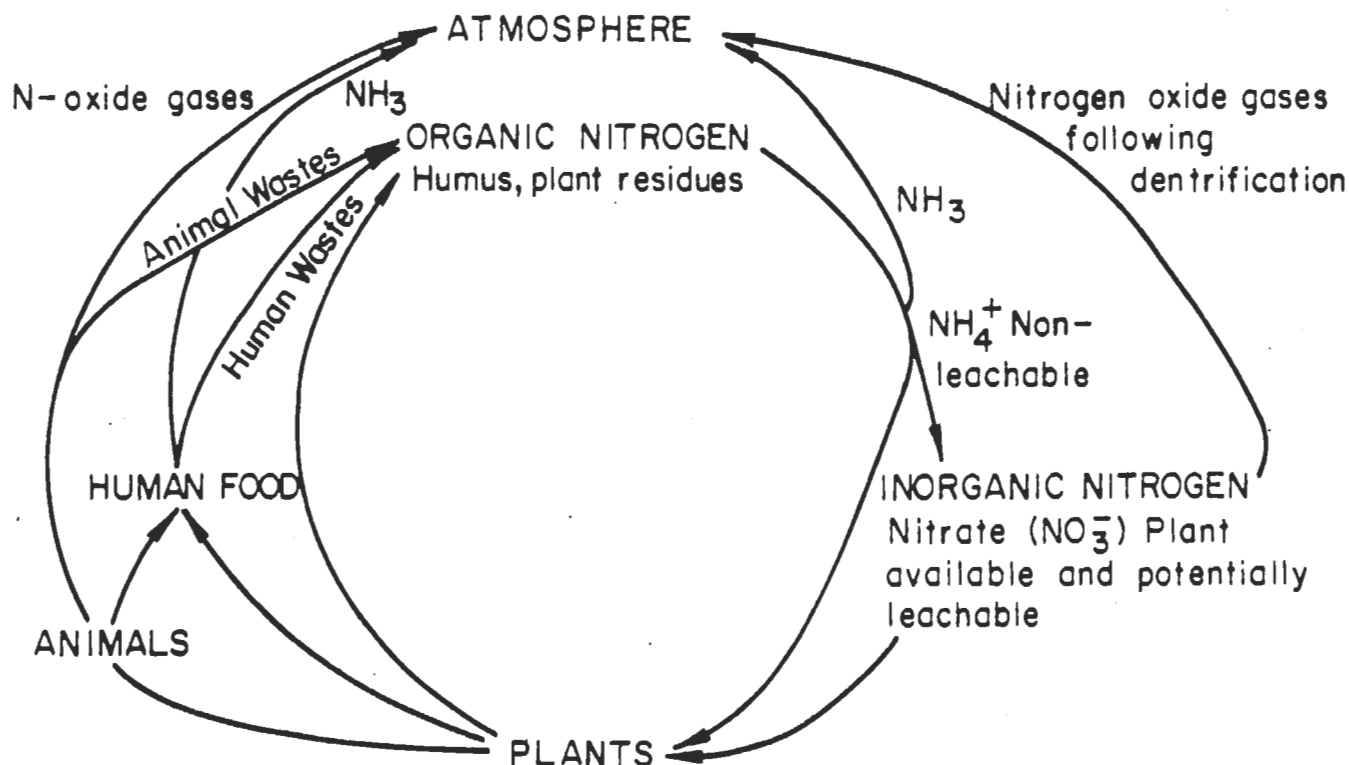 ATMOSPHERE
N-oxide gases
NH3
Nitrogen oxide gases
following
dentrification
ORGANIC NITROGEN
Humus, plant residues
Animal Wastes
Human Wastes
NH3
NH4+ Non-
leachable
HUMAN FOOD
INORGANIC NITROGEN
Nitrate (NO3-) Plant
available and potentially
leachable
ANIMALS
PLANTS